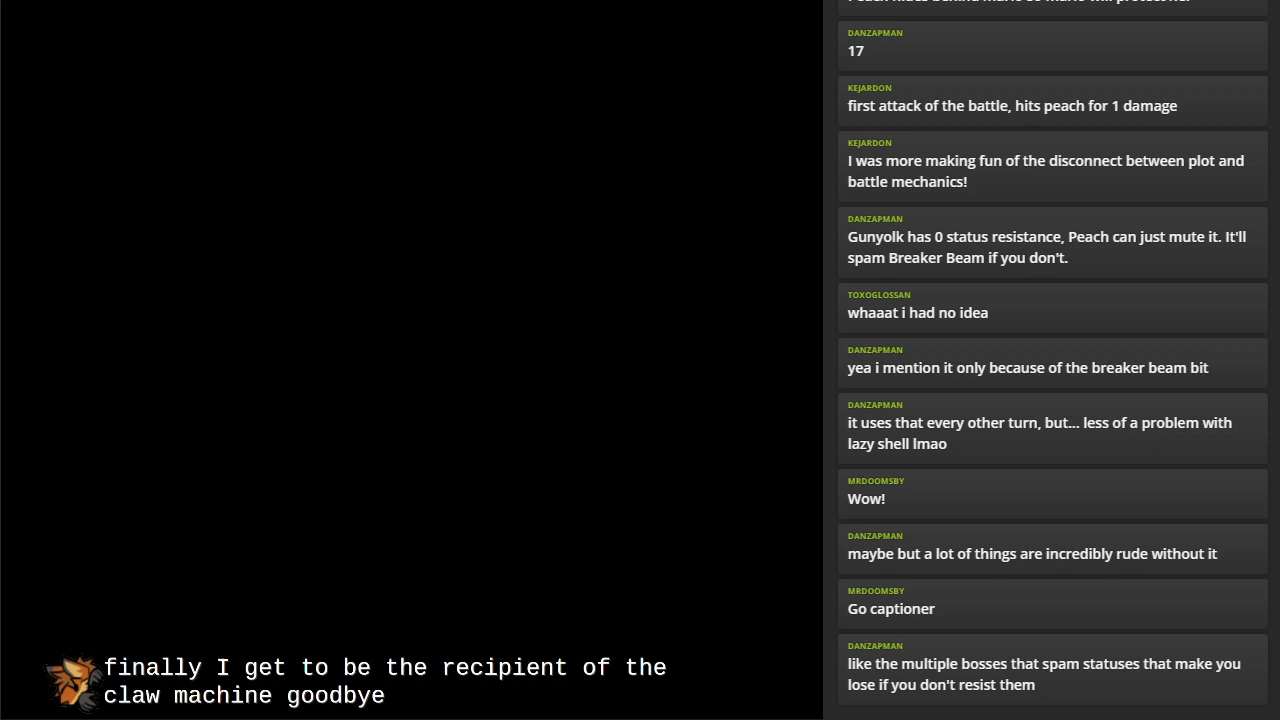 DANZAPMAN
17
KEJARDON
first attack of the battle, hits peach for 1 damage
KEJARDON
I was more making fun of the disconnect between plot and
battle mechanics!
DANZAPMAN
Gunyolk has 0 status resistance, Peach can just mute it. It'll
spam Breaker Beam if you don't.
TOXOGLOSSAN
whaaat i had no idea
DANZAPMAN
yea i mention it only because of the breaker beam bit
DANZAPMAN
it uses that every other turn, but... less of a problem with
lazy shell lmao
MRDOOMSBY
Wow!
DANZAPMAN
maybe but a lot of things are incredibly rude without it
MRDOOMSBY
Go captioner
DANZAPMAN
like the multiple bosses that spam statuses that make you
lose if you don't resist them
finally I get to be the recipient of the
claw machine goodbye